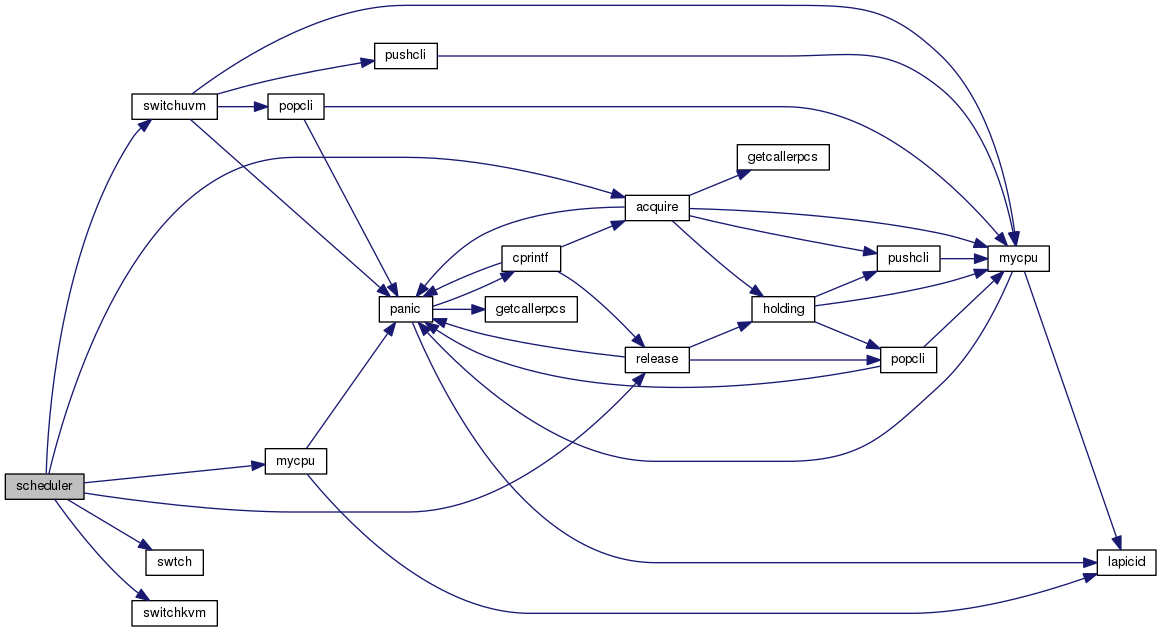 pushcli
switchuvm
popcli
getcallerpcs
acquire
cprintf
pushcli
mycpu
panic
getcallerpcs
holding
release
popcli
mycpu
scheduler
swtch
lapicid
switchkvm